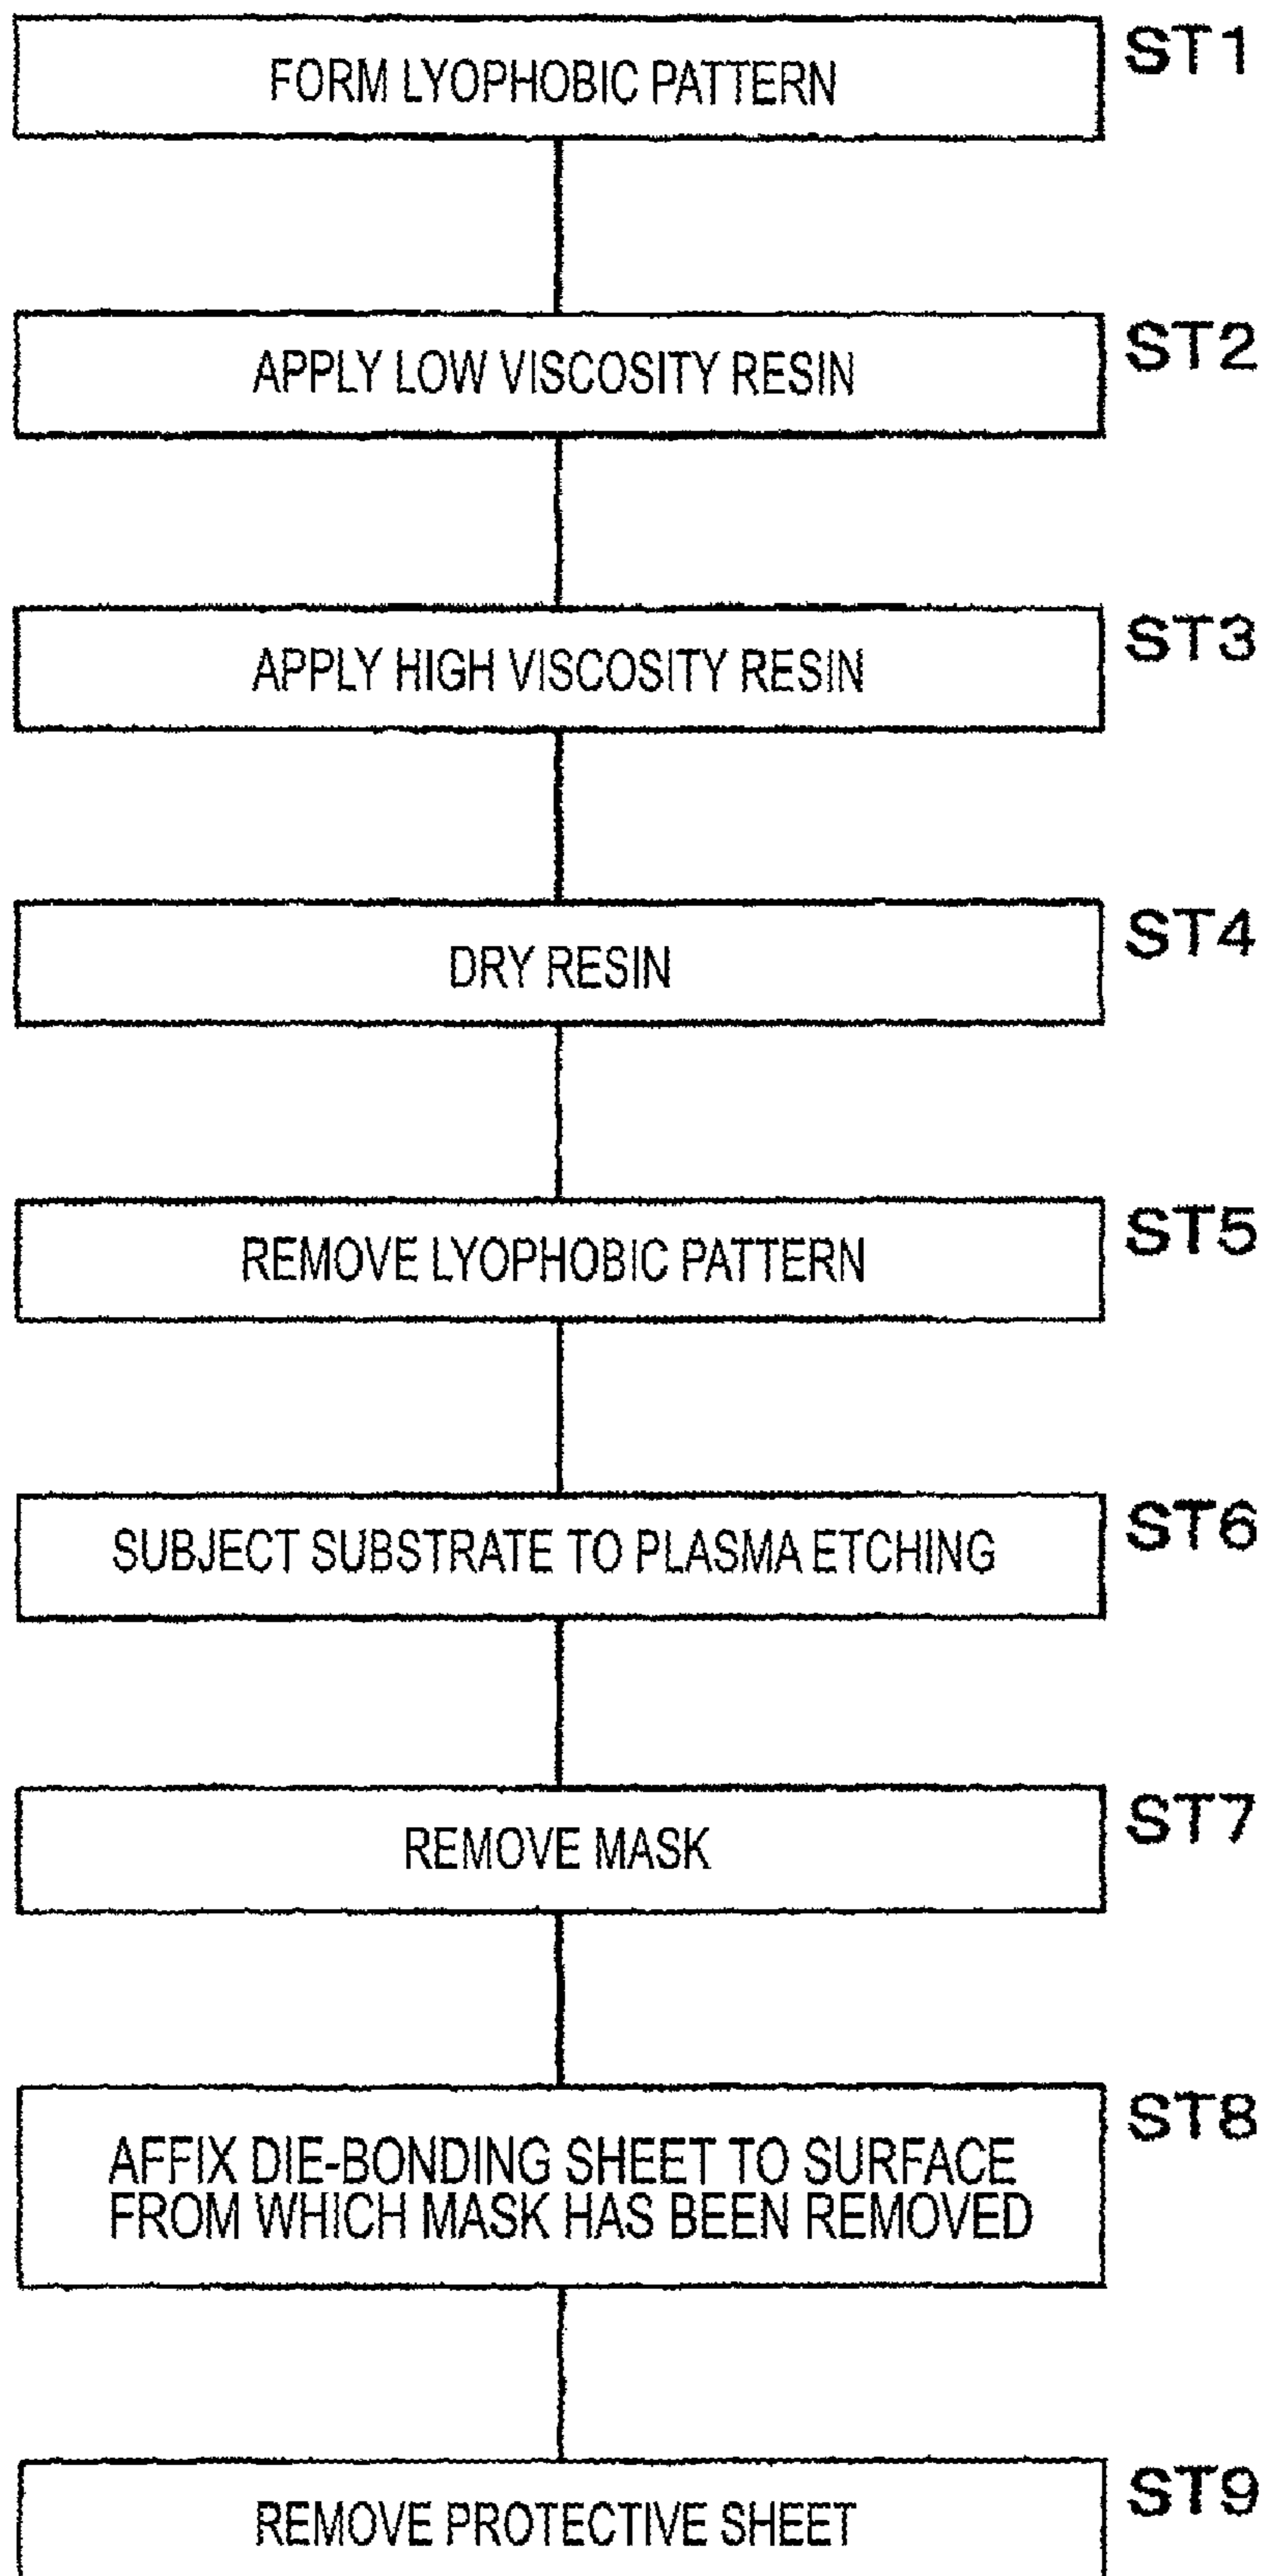 FORM LYOPHOBIC PATTERN ST1
APPLY LOW VISCOSITY RESIN ST2
APPLY HIGH VISCOSITY RESIN ST3
DRY RESIN ST4
REMOVE LYOPHOBIC PATTERN ST5
SUBJECT SUBSTRATE TO PLASMA ETCHING ST6
REMOVE MASK ST7
AFFIX DIE-BONDING SHEET TO SURFACE ST8
FROM WHICH MASK HAS BEEN REMOVED
REMOVE PROTECTIVE SHEET ST9